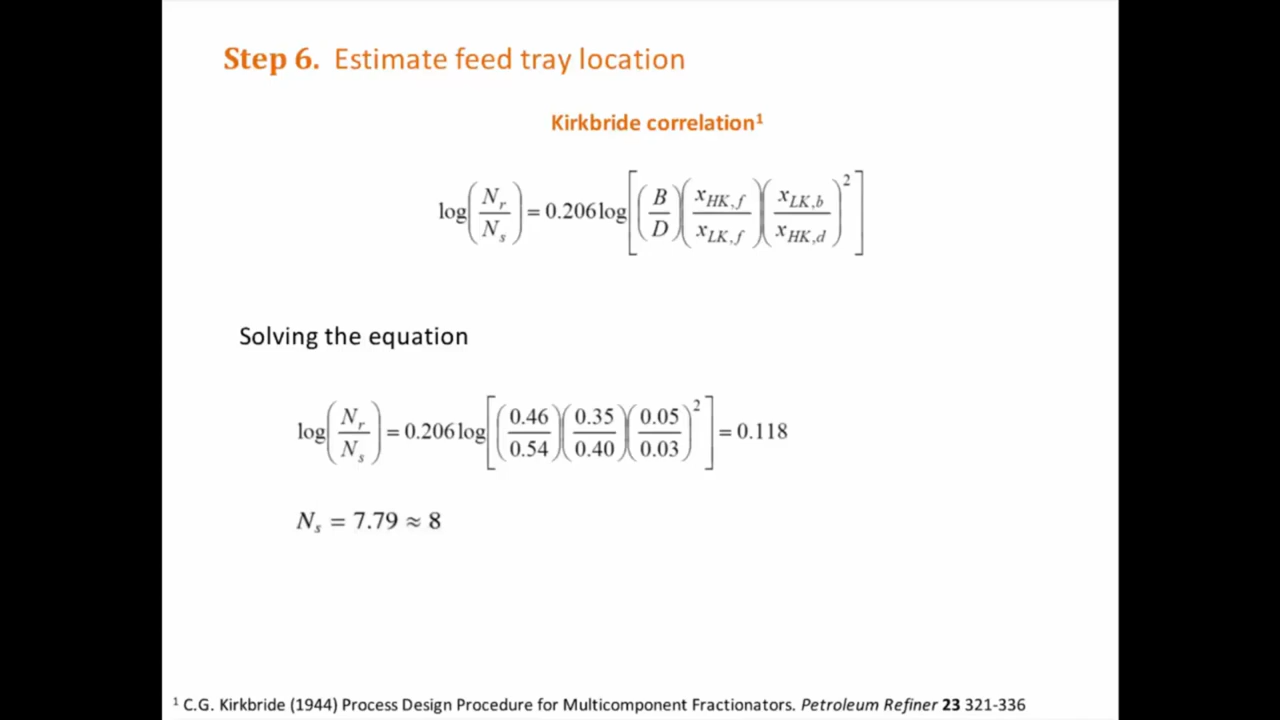 Step 6. Estimate feed tray location
Kirkbride correlation¹
log(N_r/N_s) = 0.206 log[(B/D)(x_HK,f/x_LK,f)(x_LK,b/x_HK,d)²]
Solving the equation
log(N_r/N_s) = 0.206 log[(0.46/0.54)(0.35/0.40)(0.05/0.03)²] = 0.118
N_s = 7.79 ≈ 8
¹ C.G. Kirkbride (1944) Process Design Procedure for Multicomponent Fractionators. Petroleum Refiner 23 321-336